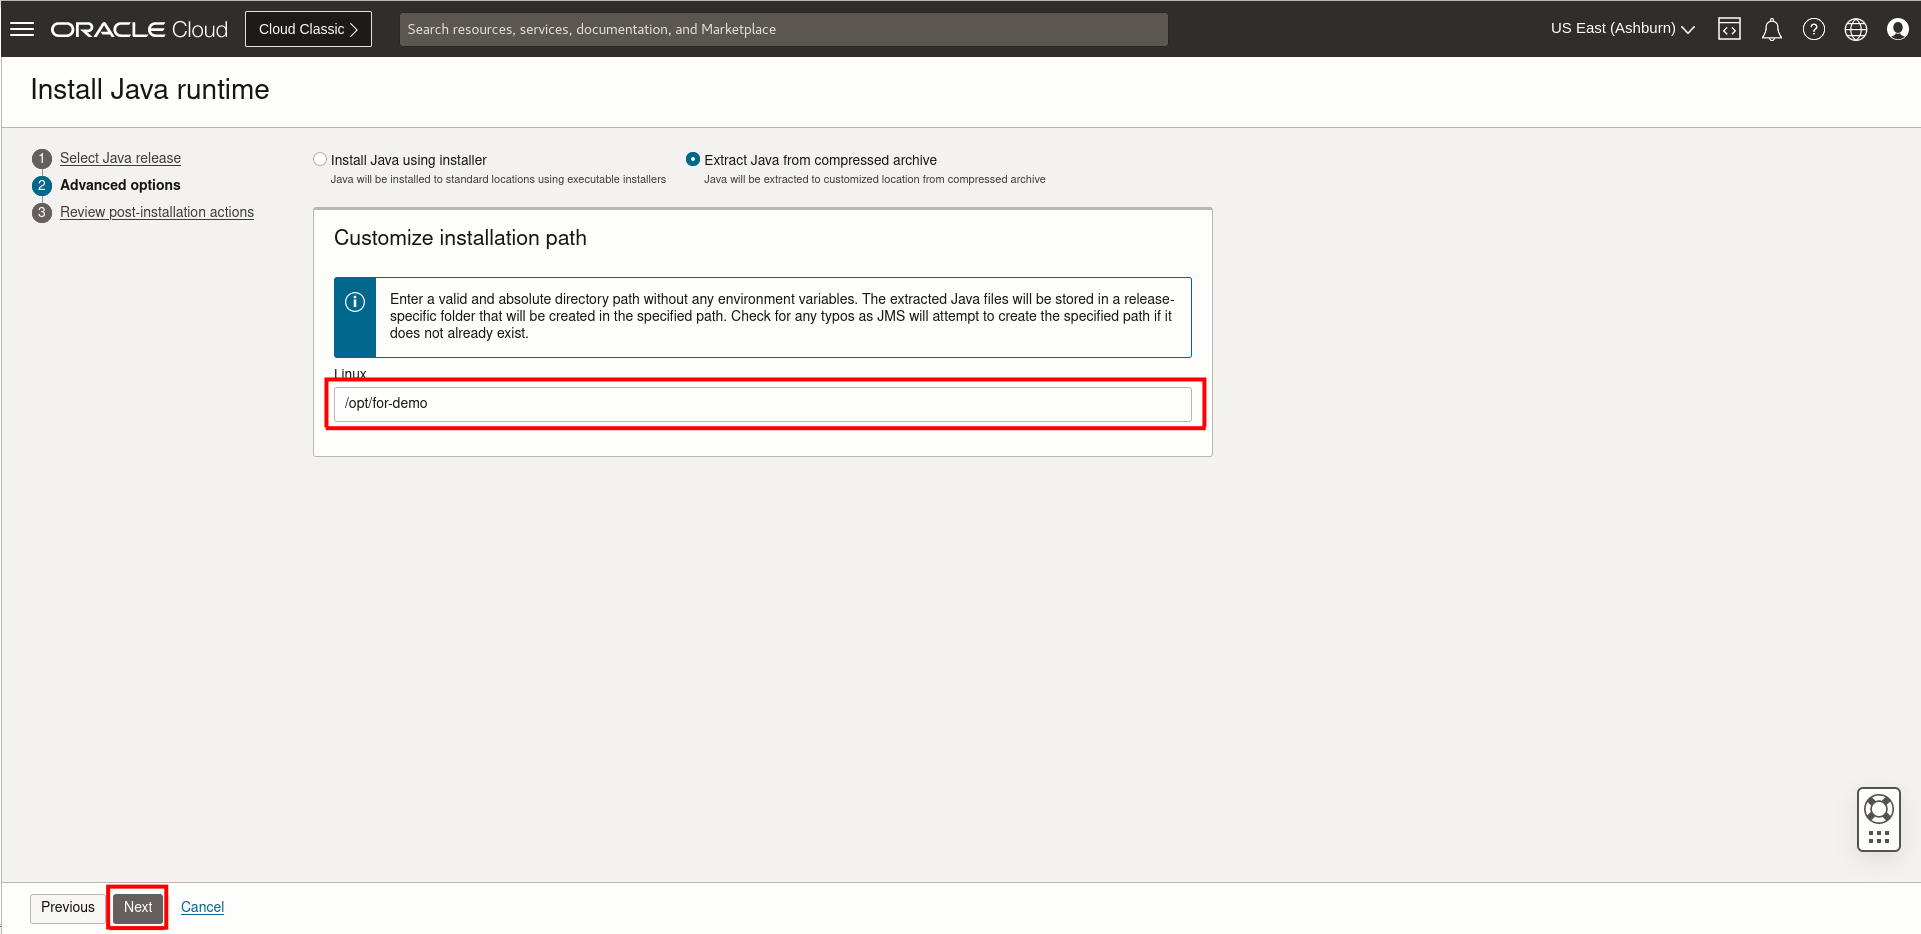 ORACLE Cloud
Cloud Classic
Search resources, services, documentation, and Marketplace
US East (Ashburn)
Install Java runtime
1 Select Java release
2 Advanced options
3 Review post-installation actions
Install Java using installer
Java will be installed to standard locations using executable installers
Extract Java from compressed archive
Java will be extracted to customized location from compressed archive
Customize installation path
Enter a valid and absolute directory path without any environment variables. The extracted Java files will be stored in a release-
specific folder that will be created in the specified path. Check for any typos as JMS will attempt to create the specified path if it
does not already exist.
Linux
/opt/for-demo
Previous
Next
Cancel